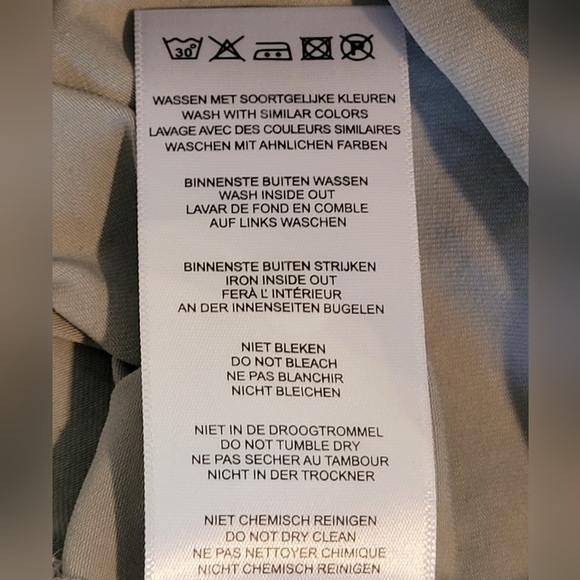 30°
P
WASSEN MET SOORTGELIJKE KLEUREN
WASH WITH SIMILAR COLORS
LAVAGE AVEC DES COULEURS SIMILAIRES
WASCHEN MIT AHNLICHEN FARBEN
BINNENSTE BUITEN WASSEN
WASH INSIDE OUT
LAVAR DE FOND EN COMBLE
AUF LINKS WASCHEN
BINNENSTE BUITEN STRIJKEN
IRON INSIDE OUT
FERÀ L' INTÉRIEUR
AN DER INNENSEITEN BUGELEN
NIET BLEKEN
DO NOT BLEACH
NE PAS BLANCHIR
NICHT BLEICHEN
NIET IN DE DROOGTROMMEL
DO NOT TUMBLE DRY
NE PAS SECHER AU TAMBOUR
NICHT IN DER TROCKNER
NIET CHEMISCH REINIGEN
DO NOT DRY CLEAN
NE PAS NETTOYER CHIMIQUE
NICHT CHEMISCH REINIGEN